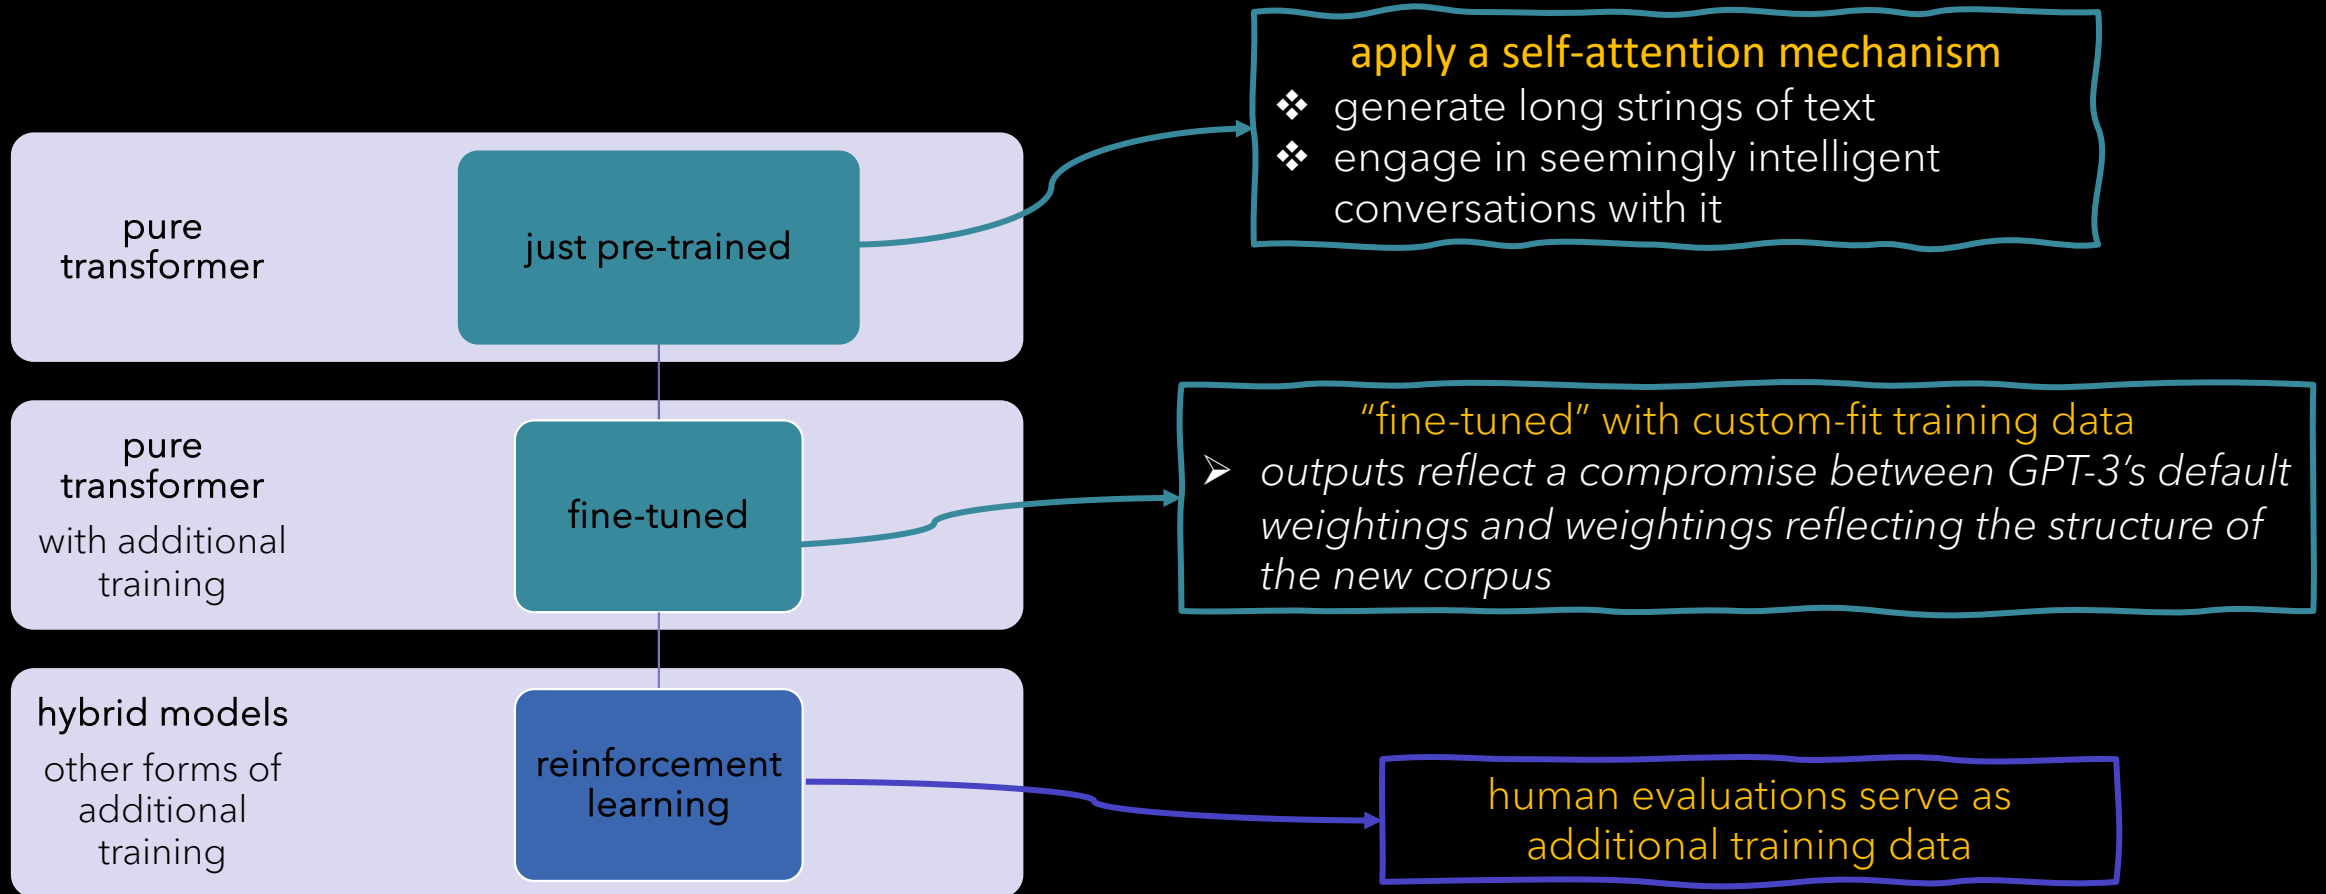 pure
transformer
just pre-trained
apply a self-attention mechanism
❖ generate long strings of text
❖ engage in seemingly intelligent
conversations with it
pure
transformer
with additional
training
fine-tuned
“fine-tuned” with custom-fit training data
➢ outputs reflect a compromise between GPT-3’s default
weightings and weightings reflecting the structure of
the new corpus
hybrid models
other forms of
additional
training
reinforcement
learning
human evaluations serve as
additional training data